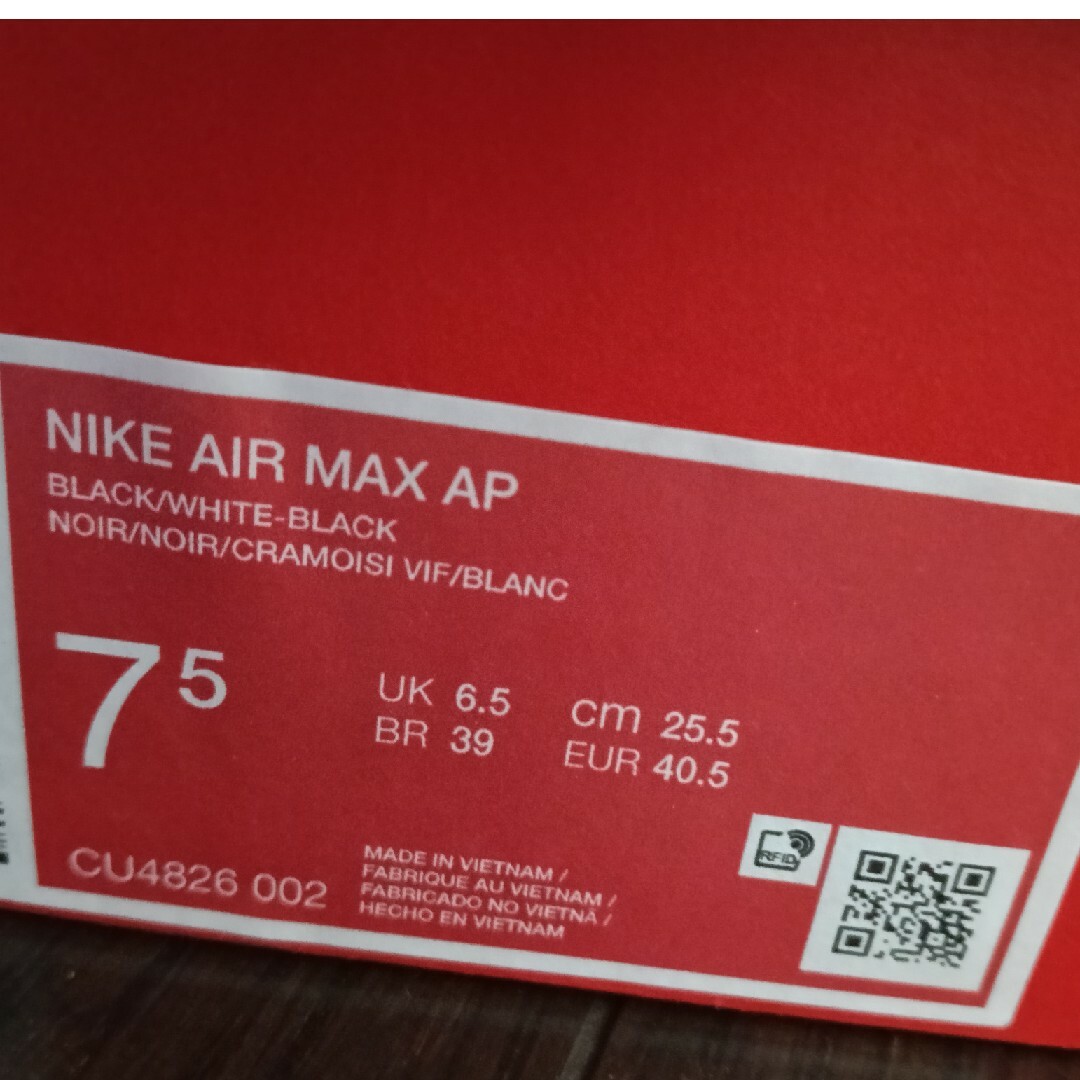 NIKE AIR MAX AP
BLACK/WHITE-BLACK
NOIR/NOIR/CRAMOISI VIF/BLANC
7 5
UK 6.5 cm 25.5
BR 39 EUR 40.5
CU4826 002
MADE IN VIETNAM /
FABRIQUE AU VIETNAM /
FABRICADO NO VIETNÃ /
HECHO EN VIETNAM
RFID